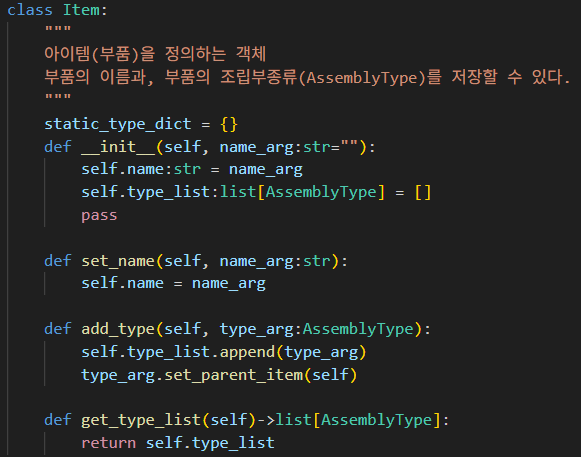 class Item:
    """
    아이템(부품)을 정의하는 객체
    부품의 이름과, 부품의 조립부종류(AssemblyType)를 저장할 수 있다.
    """
    static_type_dict = {}
    def __init__(self, name_arg:str=""):
        self.name:str = name_arg
        self.type_list:list[AssemblyType] = []
        pass

    def set_name(self, name_arg:str):
        self.name = name_arg

    def add_type(self, type_arg:AssemblyType):
        self.type_list.append(type_arg)
        type_arg.set_parent_item(self)

    def get_type_list(self)->list[AssemblyType]:
        return self.type_list